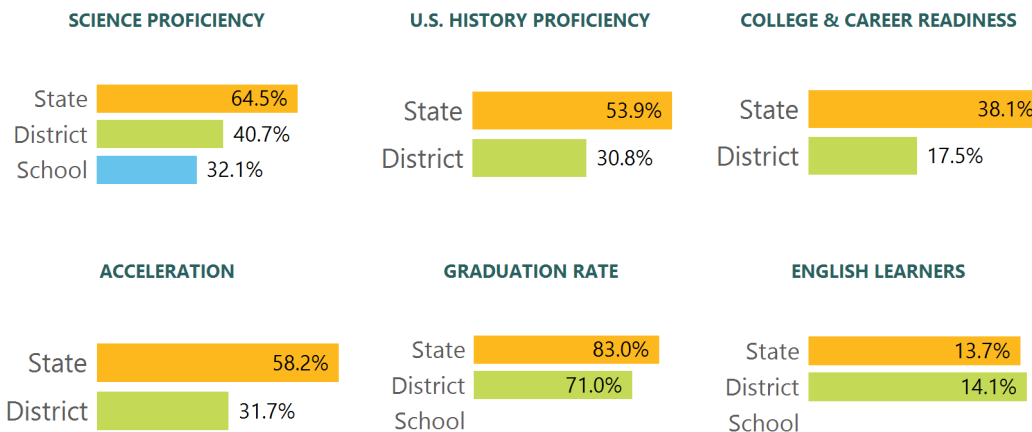 SCIENCE PROFICIENCY
State 64.5%
District 40.7%
School 32.1%
U.S. HISTORY PROFICIENCY
State 53.9%
District 30.8%
COLLEGE & CAREER READINESS
State 38.1%
District 17.5%
ACCELERATION
State 58.2%
District 31.7%
GRADUATION RATE
State 83.0%
District 71.0%
School
ENGLISH LEARNERS
State 13.7%
District 14.1%
School